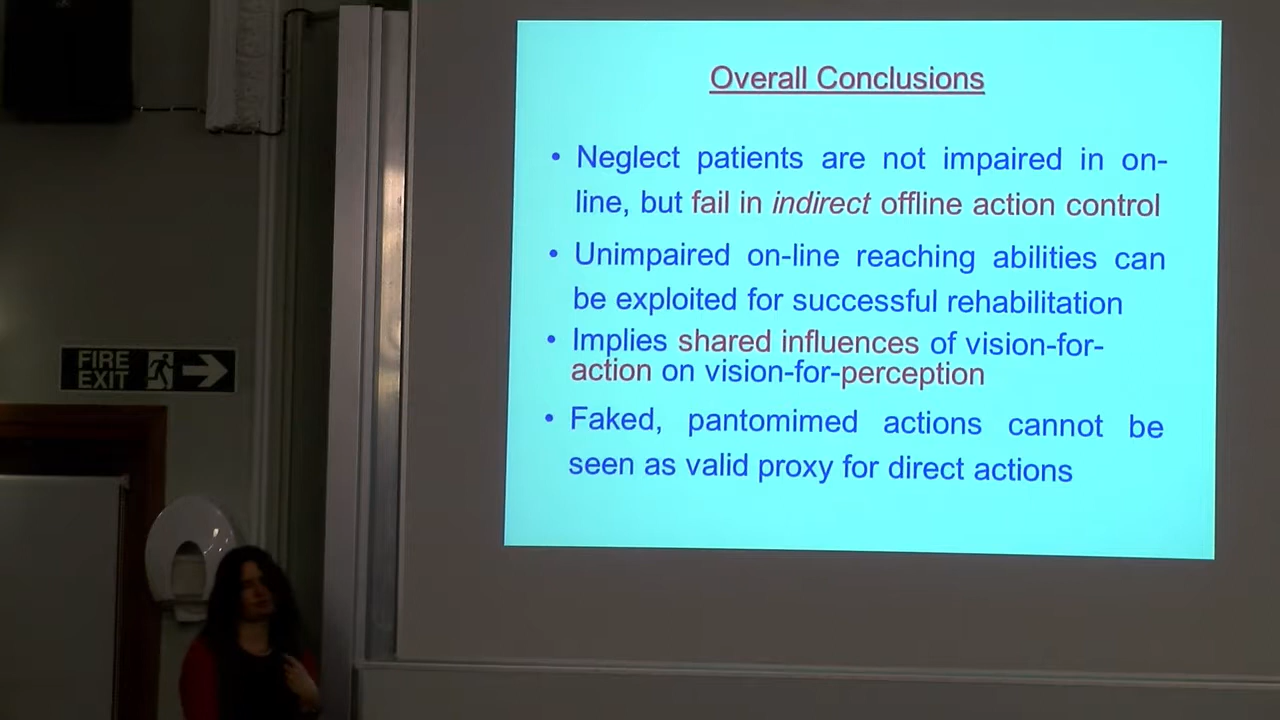 Overall Conclusions
• Neglect patients are not impaired in on-
line, but fail in indirect offline action control
• Unimpaired on-line reaching abilities can
be exploited for successful rehabilitation
• Implies shared influences of vision-for-
action on vision-for-perception
• Faked, pantomimed actions cannot be
seen as valid proxy for direct actions
FIRE
EXIT